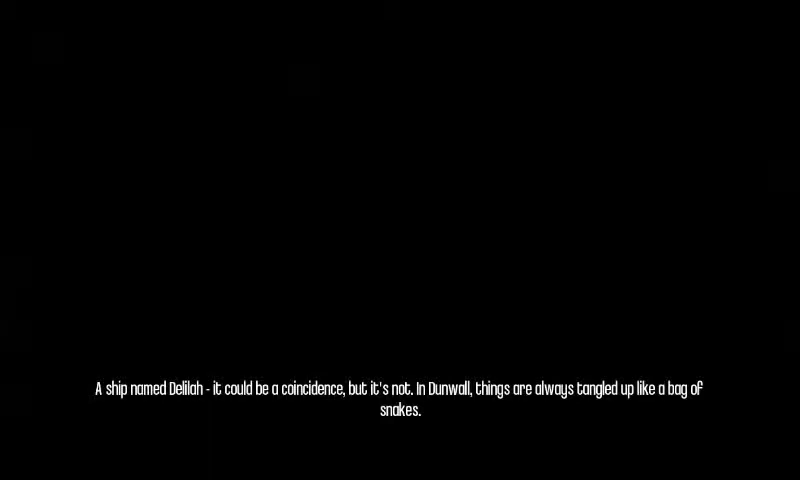 A ship named Delilah - it could be a coincidence, but it's not. In Dunwall, things are always tangled up like a bag of
snakes.